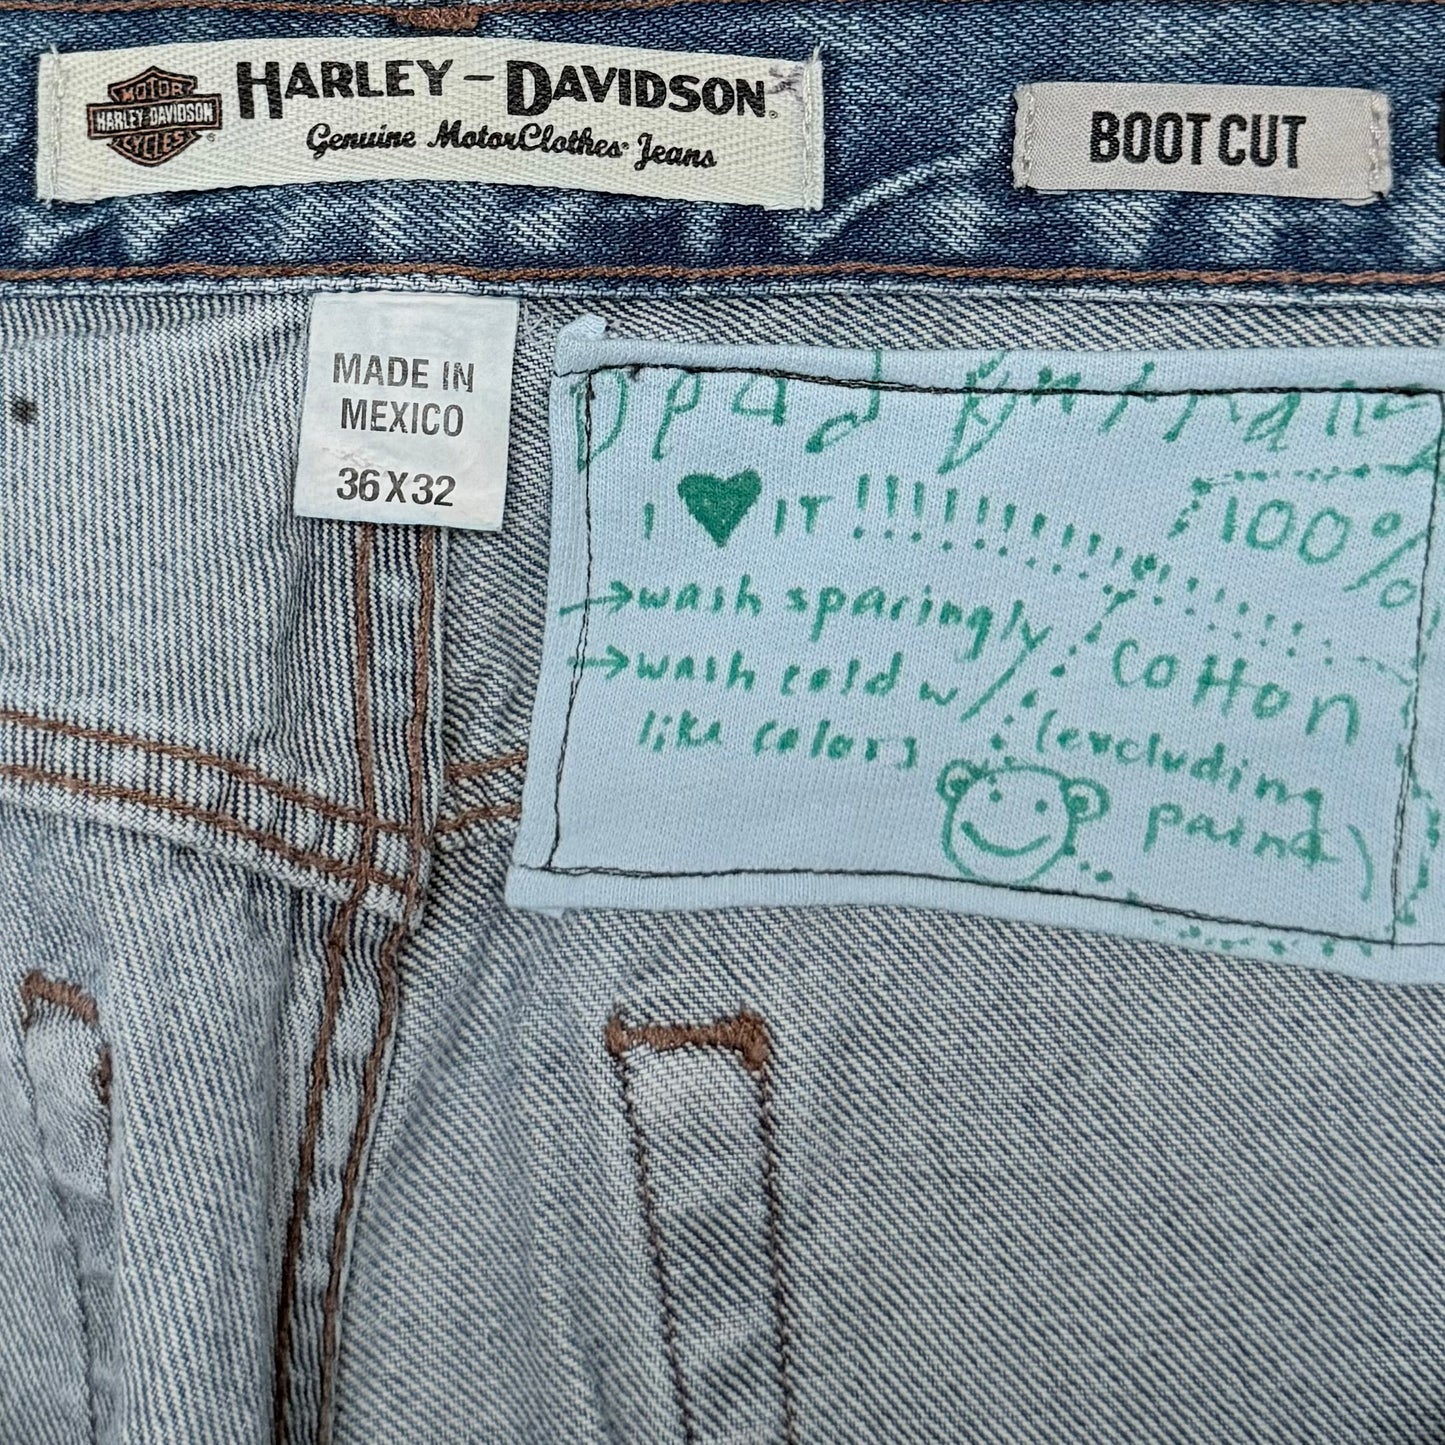 MOTOR
HARLEY-DAVIDSON
CYCLES
HARLEY-DAVIDSON
Genuine MotorClothes Jeans
BOOT CUT
MADE IN
MEXICO
36X32
I ♥ IT !!!!!!!!!!!!!!!!!!
→wash sparingly
→wash cold w/
like colors
100%
cotton
(excluding
paint)